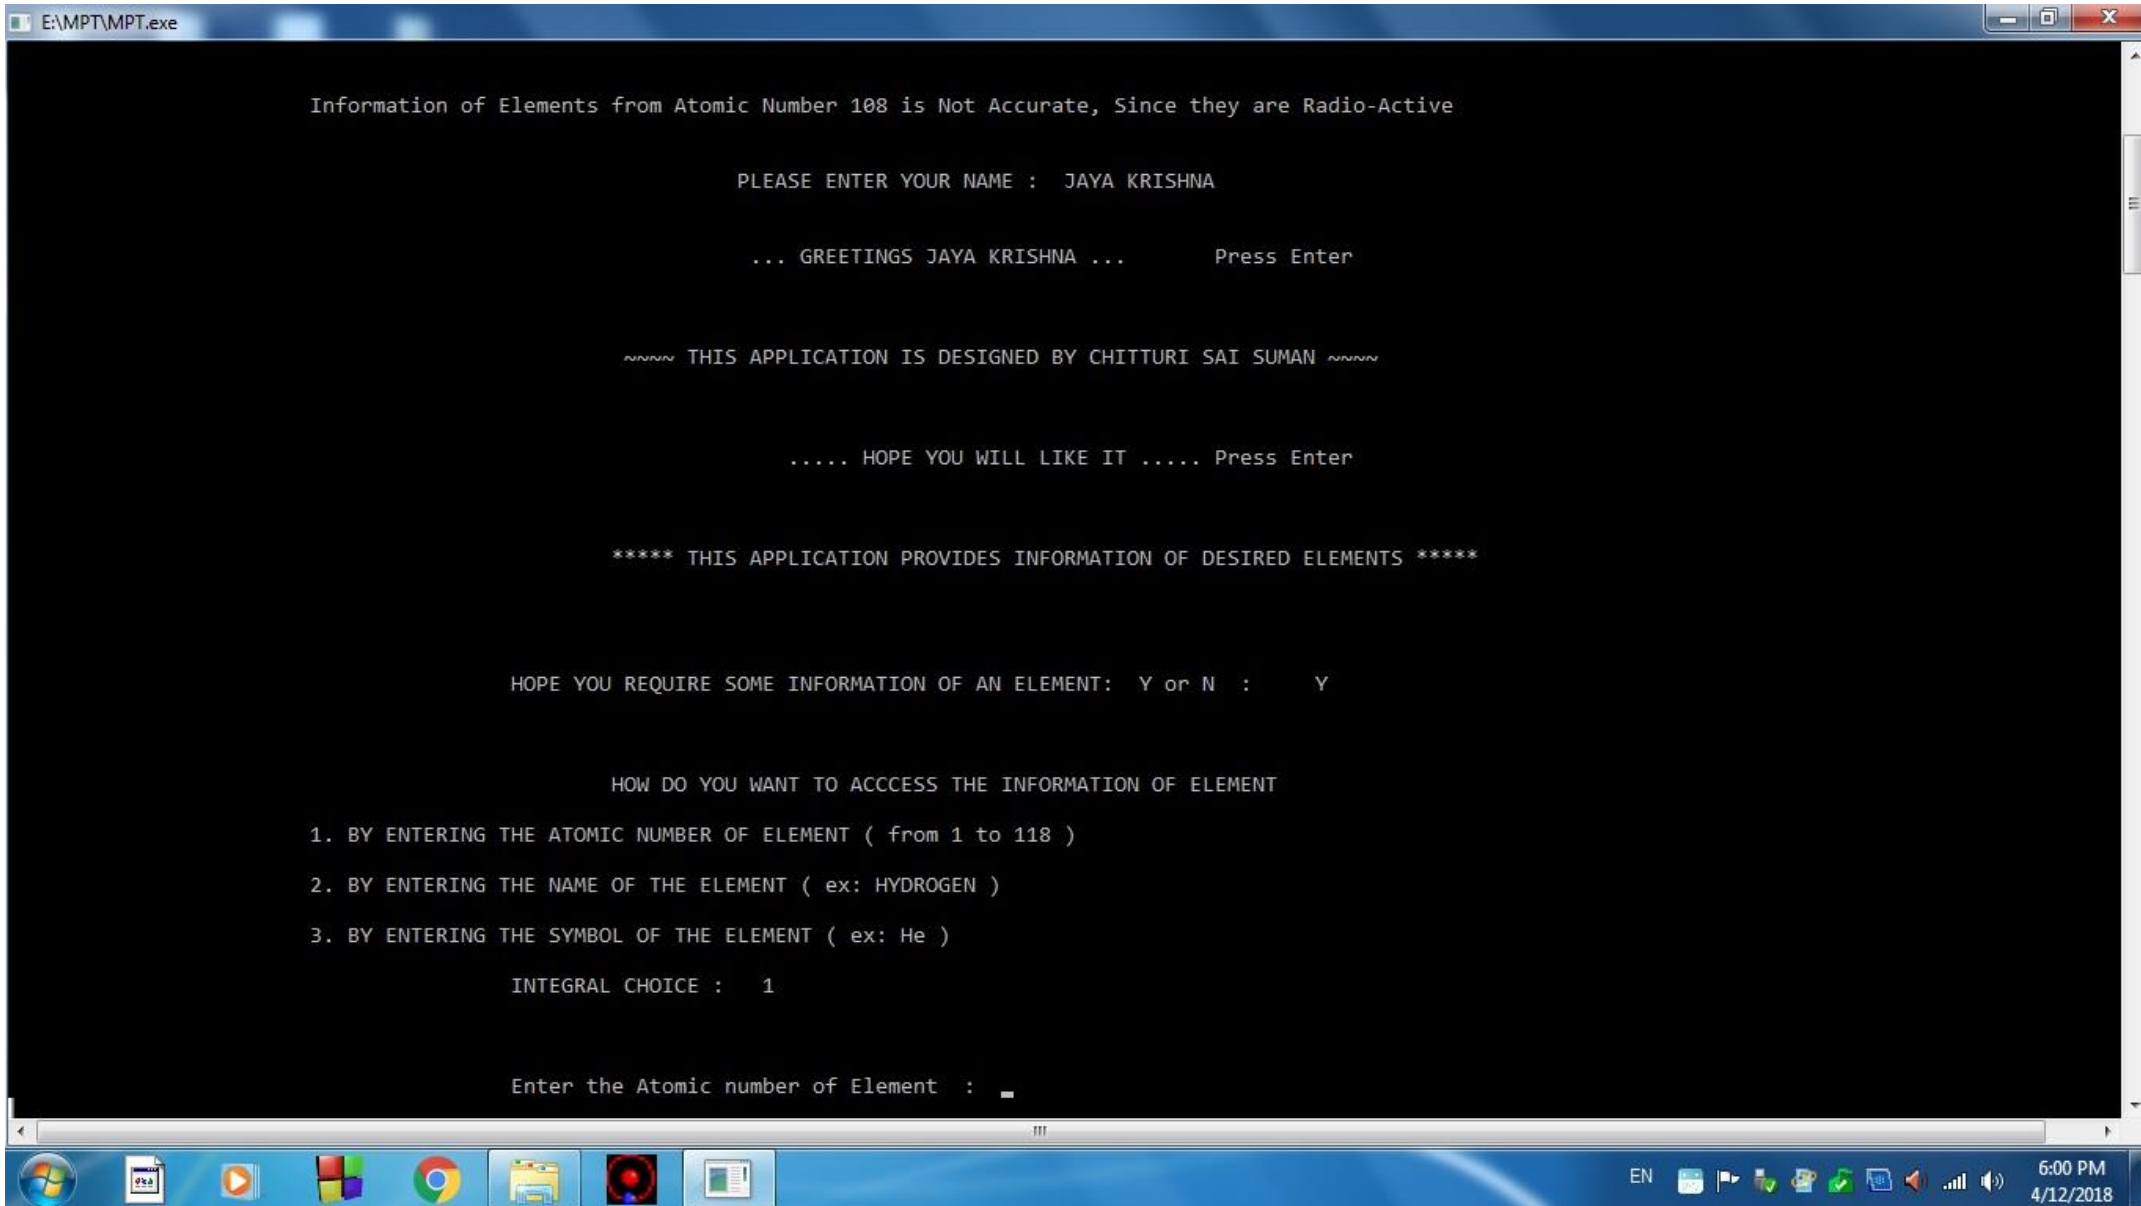 E:\MPT\MPT.exe
Information of Elements from Atomic Number 108 is Not Accurate, Since they are Radio-Active
PLEASE ENTER YOUR NAME :  JAYA KRISHNA
... GREETINGS JAYA KRISHNA ...       Press Enter
~~~~ THIS APPLICATION IS DESIGNED BY CHITTURI SAI SUMAN ~~~~
..... HOPE YOU WILL LIKE IT ..... Press Enter
***** THIS APPLICATION PROVIDES INFORMATION OF DESIRED ELEMENTS *****
HOPE YOU REQUIRE SOME INFORMATION OF AN ELEMENT:  Y or N  :     Y
HOW DO YOU WANT TO ACCCESS THE INFORMATION OF ELEMENT
1. BY ENTERING THE ATOMIC NUMBER OF ELEMENT ( from 1 to 118 )
2. BY ENTERING THE NAME OF THE ELEMENT ( ex: HYDROGEN )
3. BY ENTERING THE SYMBOL OF THE ELEMENT ( ex: He )
INTEGRAL CHOICE :   1
Enter the Atomic number of Element  :  _
EN
6:00 PM
4/12/2018